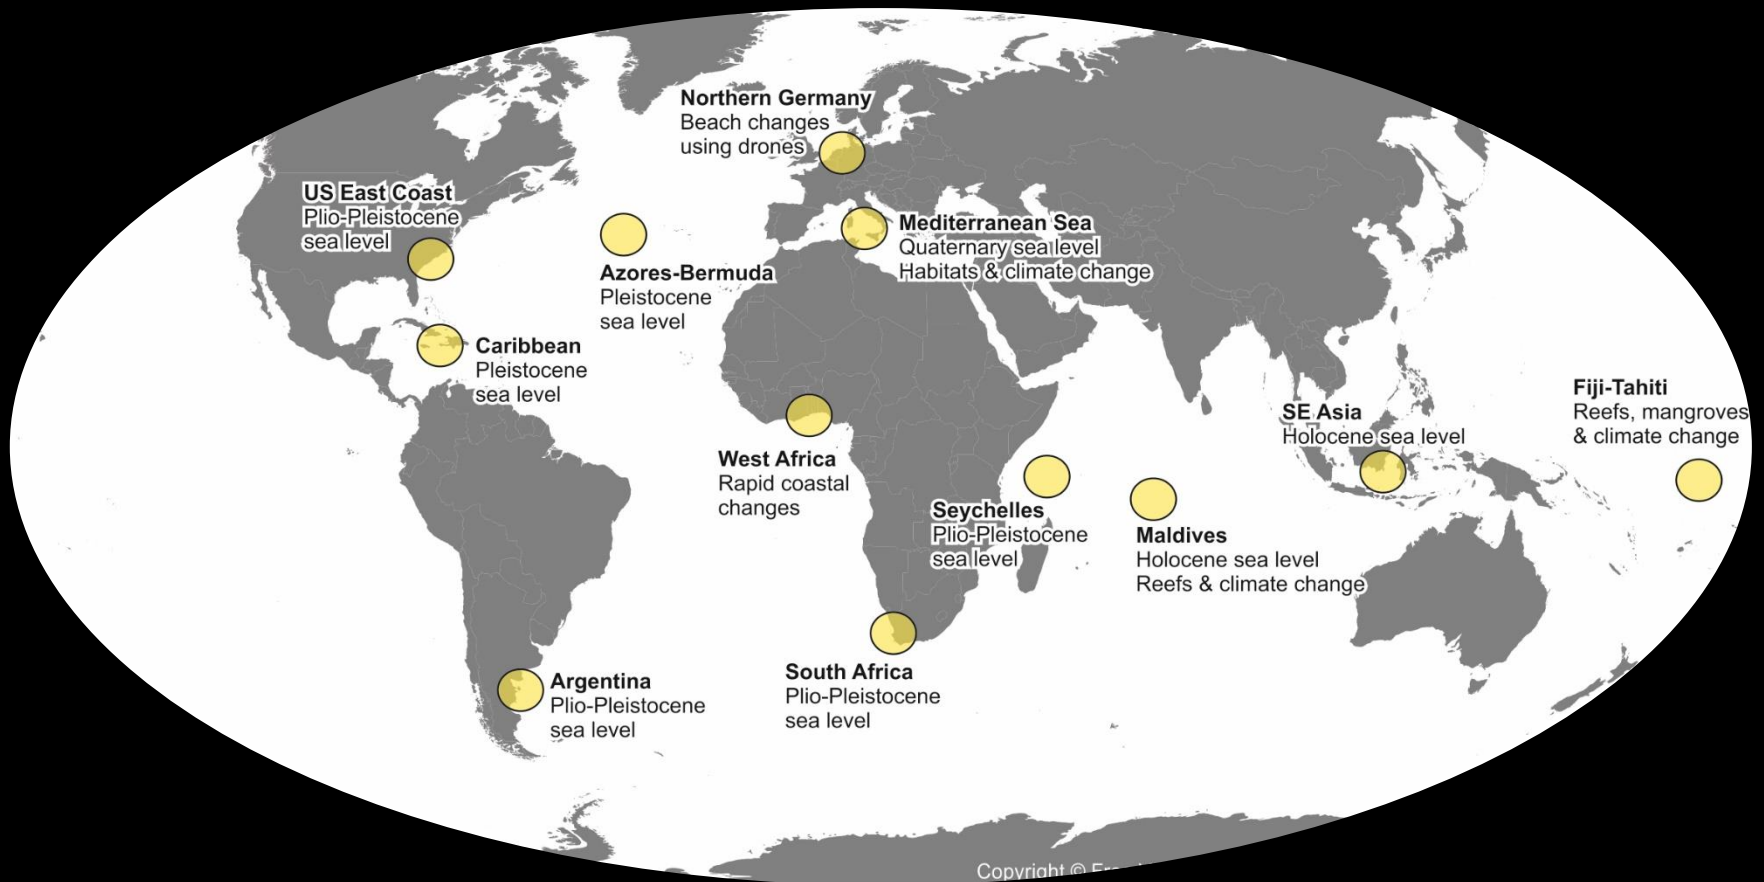 Northern Germany
Beach changes
using drones
US East Coast
Plio-Pleistocene
sea level
Mediterranean Sea
Quaternary sea level
Habitats & climate change
Azores-Bermuda
Pleistocene
sea level
Caribbean
Pleistocene
sea level
Fiji-Tahiti
Reefs, mangroves
& climate change
SE Asia
Holocene sea level
West Africa
Rapid coastal
changes
Seychelles
Plio-Pleistocene
sea level
Maldives
Holocene sea level
Reefs & climate change
South Africa
Plio-Pleistocene
sea level
Argentina
Plio-Pleistocene
sea level
Copyright ©